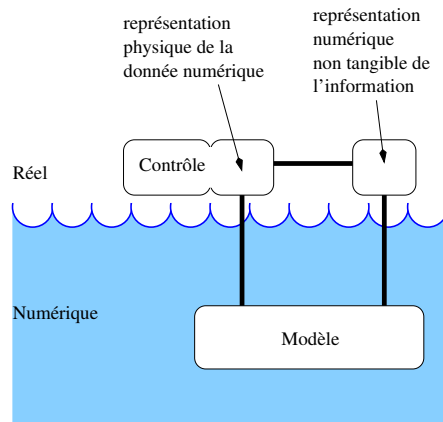 représentation
physique de la
donnée numérique
représentation
numérique
non tangible de
l'information
Contrôle
Réel
Numérique
Modèle